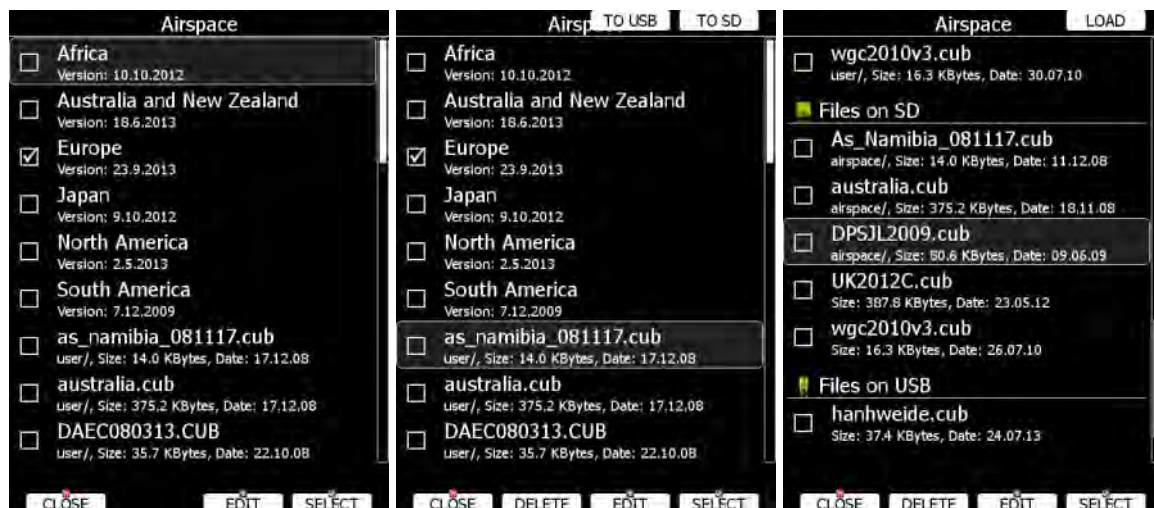 Airspace
Africa
Version: 10.10.2012
Australia and New Zealand
Version: 18.6.2013
Europe
Version: 23.9.2013
Japan
Version: 9.10.2012
North America
Version: 2.5.2013
South America
Version: 7.12.2009
as_namibia_081117.cub
user/, Size: 14.0 KBytes, Date: 17.12.08
australia.cub
user/, Size: 375.2 KBytes, Date: 17.12.08
DAEC080313.CUB
user/, Size: 35.7 KBytes, Date: 22.10.08
CLOSE EDIT SELECT
Airsp TO USB TO SD
Africa
Version: 10.10.2012
Australia and New Zealand
Version: 18.6.2013
Europe
Version: 23.9.2013
Japan
Version: 9.10.2012
North America
Version: 2.5.2013
South America
Version: 7.12.2009
as_namibia_081117.cub
user/, Size: 14.0 KBytes, Date: 17.12.08
australia.cub
user/, Size: 375.2 KBytes, Date: 17.12.08
DAEC080313.CUB
user/, Size: 35.7 KBytes, Date: 22.10.08
CLOSE DELETE EDIT SELECT
Airspace LOAD
wgc2010v3.cub
user/, Size: 16.3 KBytes, Date: 30.07.10
Files on SD
As_Namibia_081117.cub
airspace/, Size: 14.0 KBytes, Date: 11.12.08
australia.cub
airspace/, Size: 375.2 KBytes, Date: 18.11.08
DPSJL2009.cub
airspace/, Size: 80.6 KBytes, Date: 09.06.09
UK2012C.cub
Size: 387.8 KBytes, Date: 23.05.12
wgc2010v3.cub
Size: 16.3 KBytes, Date: 26.07.10
Files on USB
hanhweide.cub
Size: 37.4 KBytes, Date: 24.07.13
CLOSE DELETE EDIT SELECT